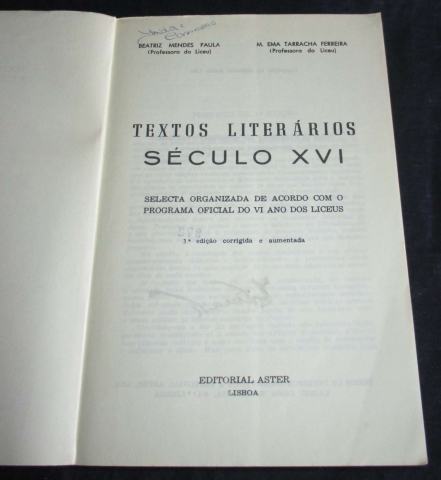 BEATRIZ MENDES PAULA
(Professora do Liceu)
M. EMA TARRACHA FERREIRA
(Professora do Liceu)
TEXTOS LITERÁRIOS
SÉCULO XVI
SELECTA ORGANIZADA DE ACORDO COM O
PROGRAMA OFICIAL DO VI ANO DOS LICEUS
3.ª edição corrigida e aumentada
EDITORIAL ASTER
LISBOA